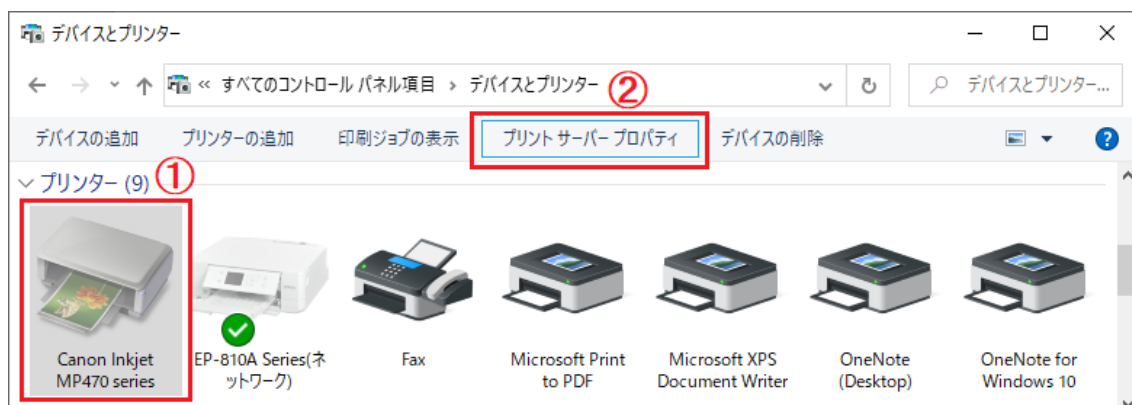 デバイスとプリンター
« すべてのコントロール パネル項目 › デバイスとプリンター ② デバイスとプリンター...
デバイスの追加 プリンターの追加 印刷ジョブの表示 プリント サーバー プロパティ デバイスの削除 ?
プリンター (9) ①
Canon Inkjet
MP470 series
EP-810A Series(ネ
ットワーク)
Fax
Microsoft Print
to PDF
Microsoft XPS
Document Writer
OneNote
(Desktop)
OneNote for
Windows 10